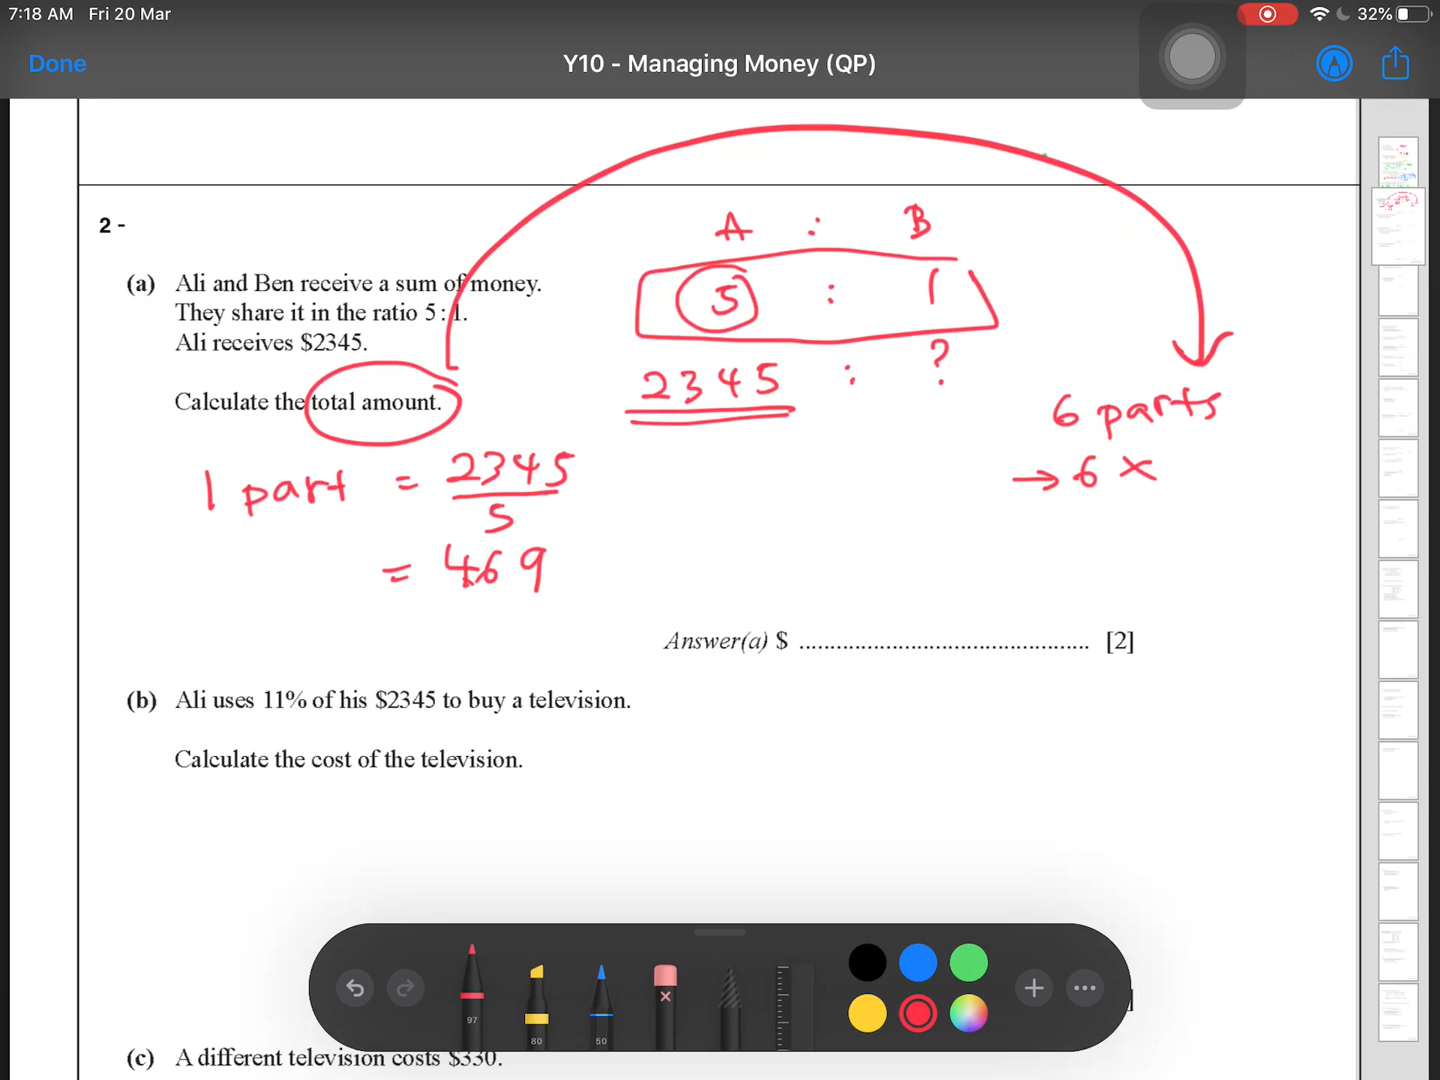 7:18 AM Fri 20 Mar
32%
Done
Y10 - Managing Money (QP)
2 -
A : B
(a) Ali and Ben receive a sum of money.
They share it in the ratio 5 : 1.
Ali receives $2345.
5 : 1
2345 : ?
Calculate the total amount.
6 parts
→ 6 ×
1 part = 2345
5
= 469
Answer(a) $ .............................................. [2]
(b) Ali uses 11% of his $2345 to buy a television.
Calculate the cost of the television.
97
80
50
(c) A different television costs $330.